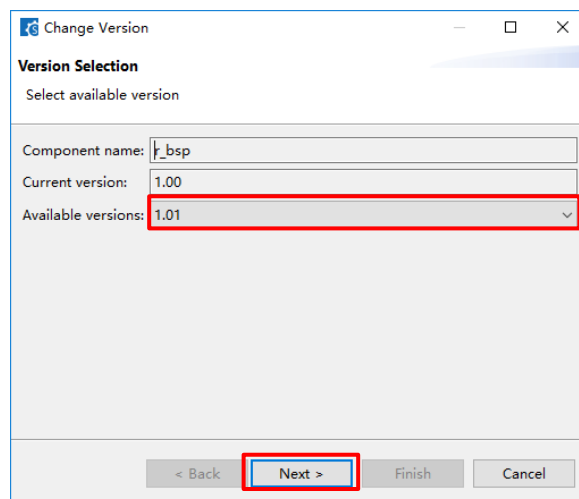 Change Version
Version Selection
Select available version
Component name: r_bsp
Current version: 1.00
Available versions: 1.01
< Back Next > Finish Cancel